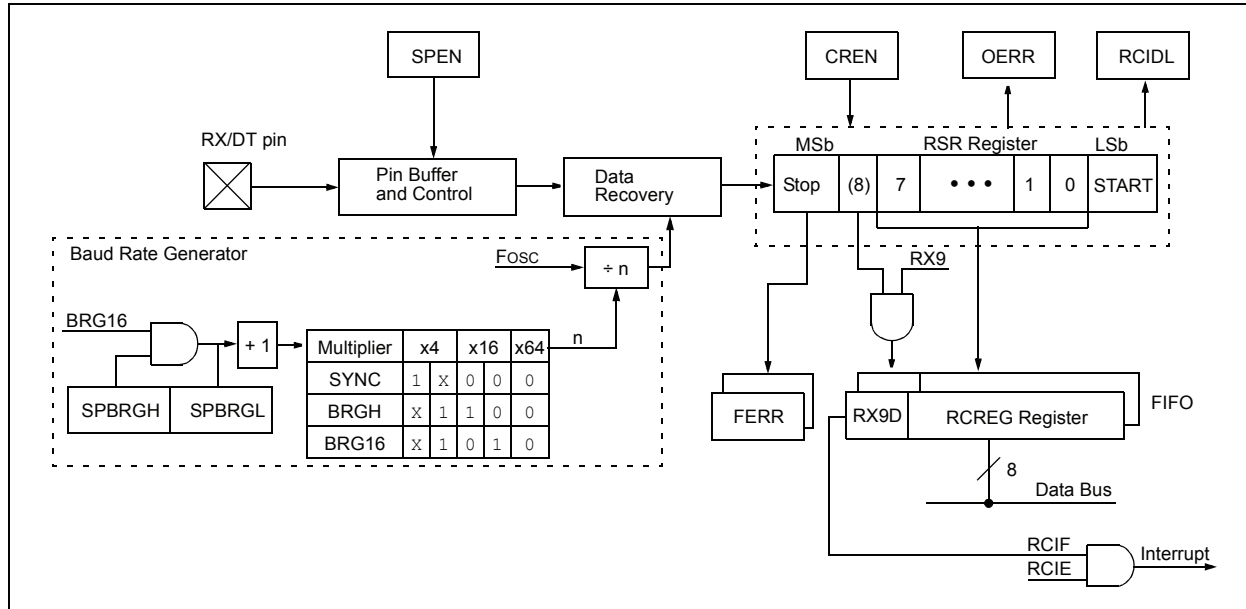 SPEN
CREN
OERR
RCIDL
RX/DT pin
Pin Buffer
and Control
Data
Recovery
MSb
RSR Register
LSb
Stop (8) 7 • • • 1 0 START
Baud Rate Generator
FOSC
÷ n
RX9
BRG16
+ 1
n
SPBRGH SPBRGL
Multiplier x4 x16 x64
SYNC 1 X 0 0 0
BRGH X 1 1 0 0
BRG16 X 1 0 1 0
FERR
RX9D RCREG Register
FIFO
8
Data Bus
RCIF
RCIE
Interrupt